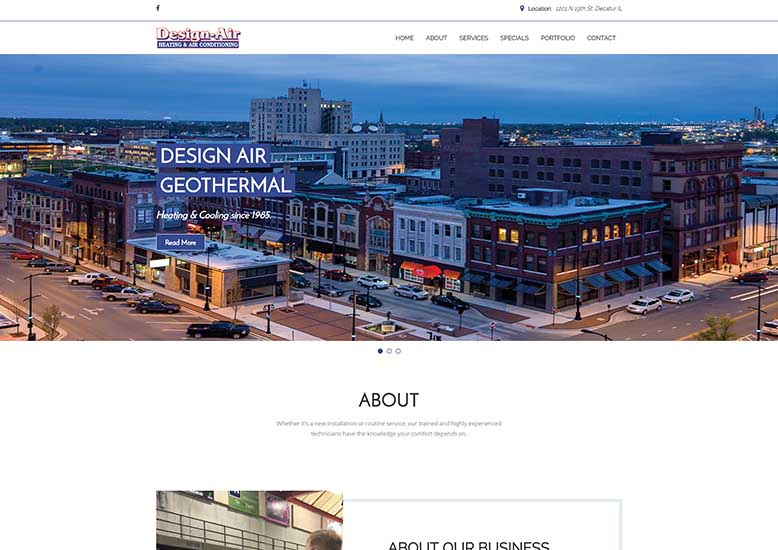 Location: 1201 N 19th St. Decatur IL
Design-Air
HEATING & AIR CONDITIONING
HOME ABOUT SERVICES SPECIALS PORTFOLIO CONTACT
DESIGN AIR
GEOTHERMAL
Heating & Cooling since 1985.
Read More
ABOUT
Whether it's a new installation or routine service, our trained and highly experienced
technicians have the knowledge your comfort depends on.
ABOUT OUR BUSINESS